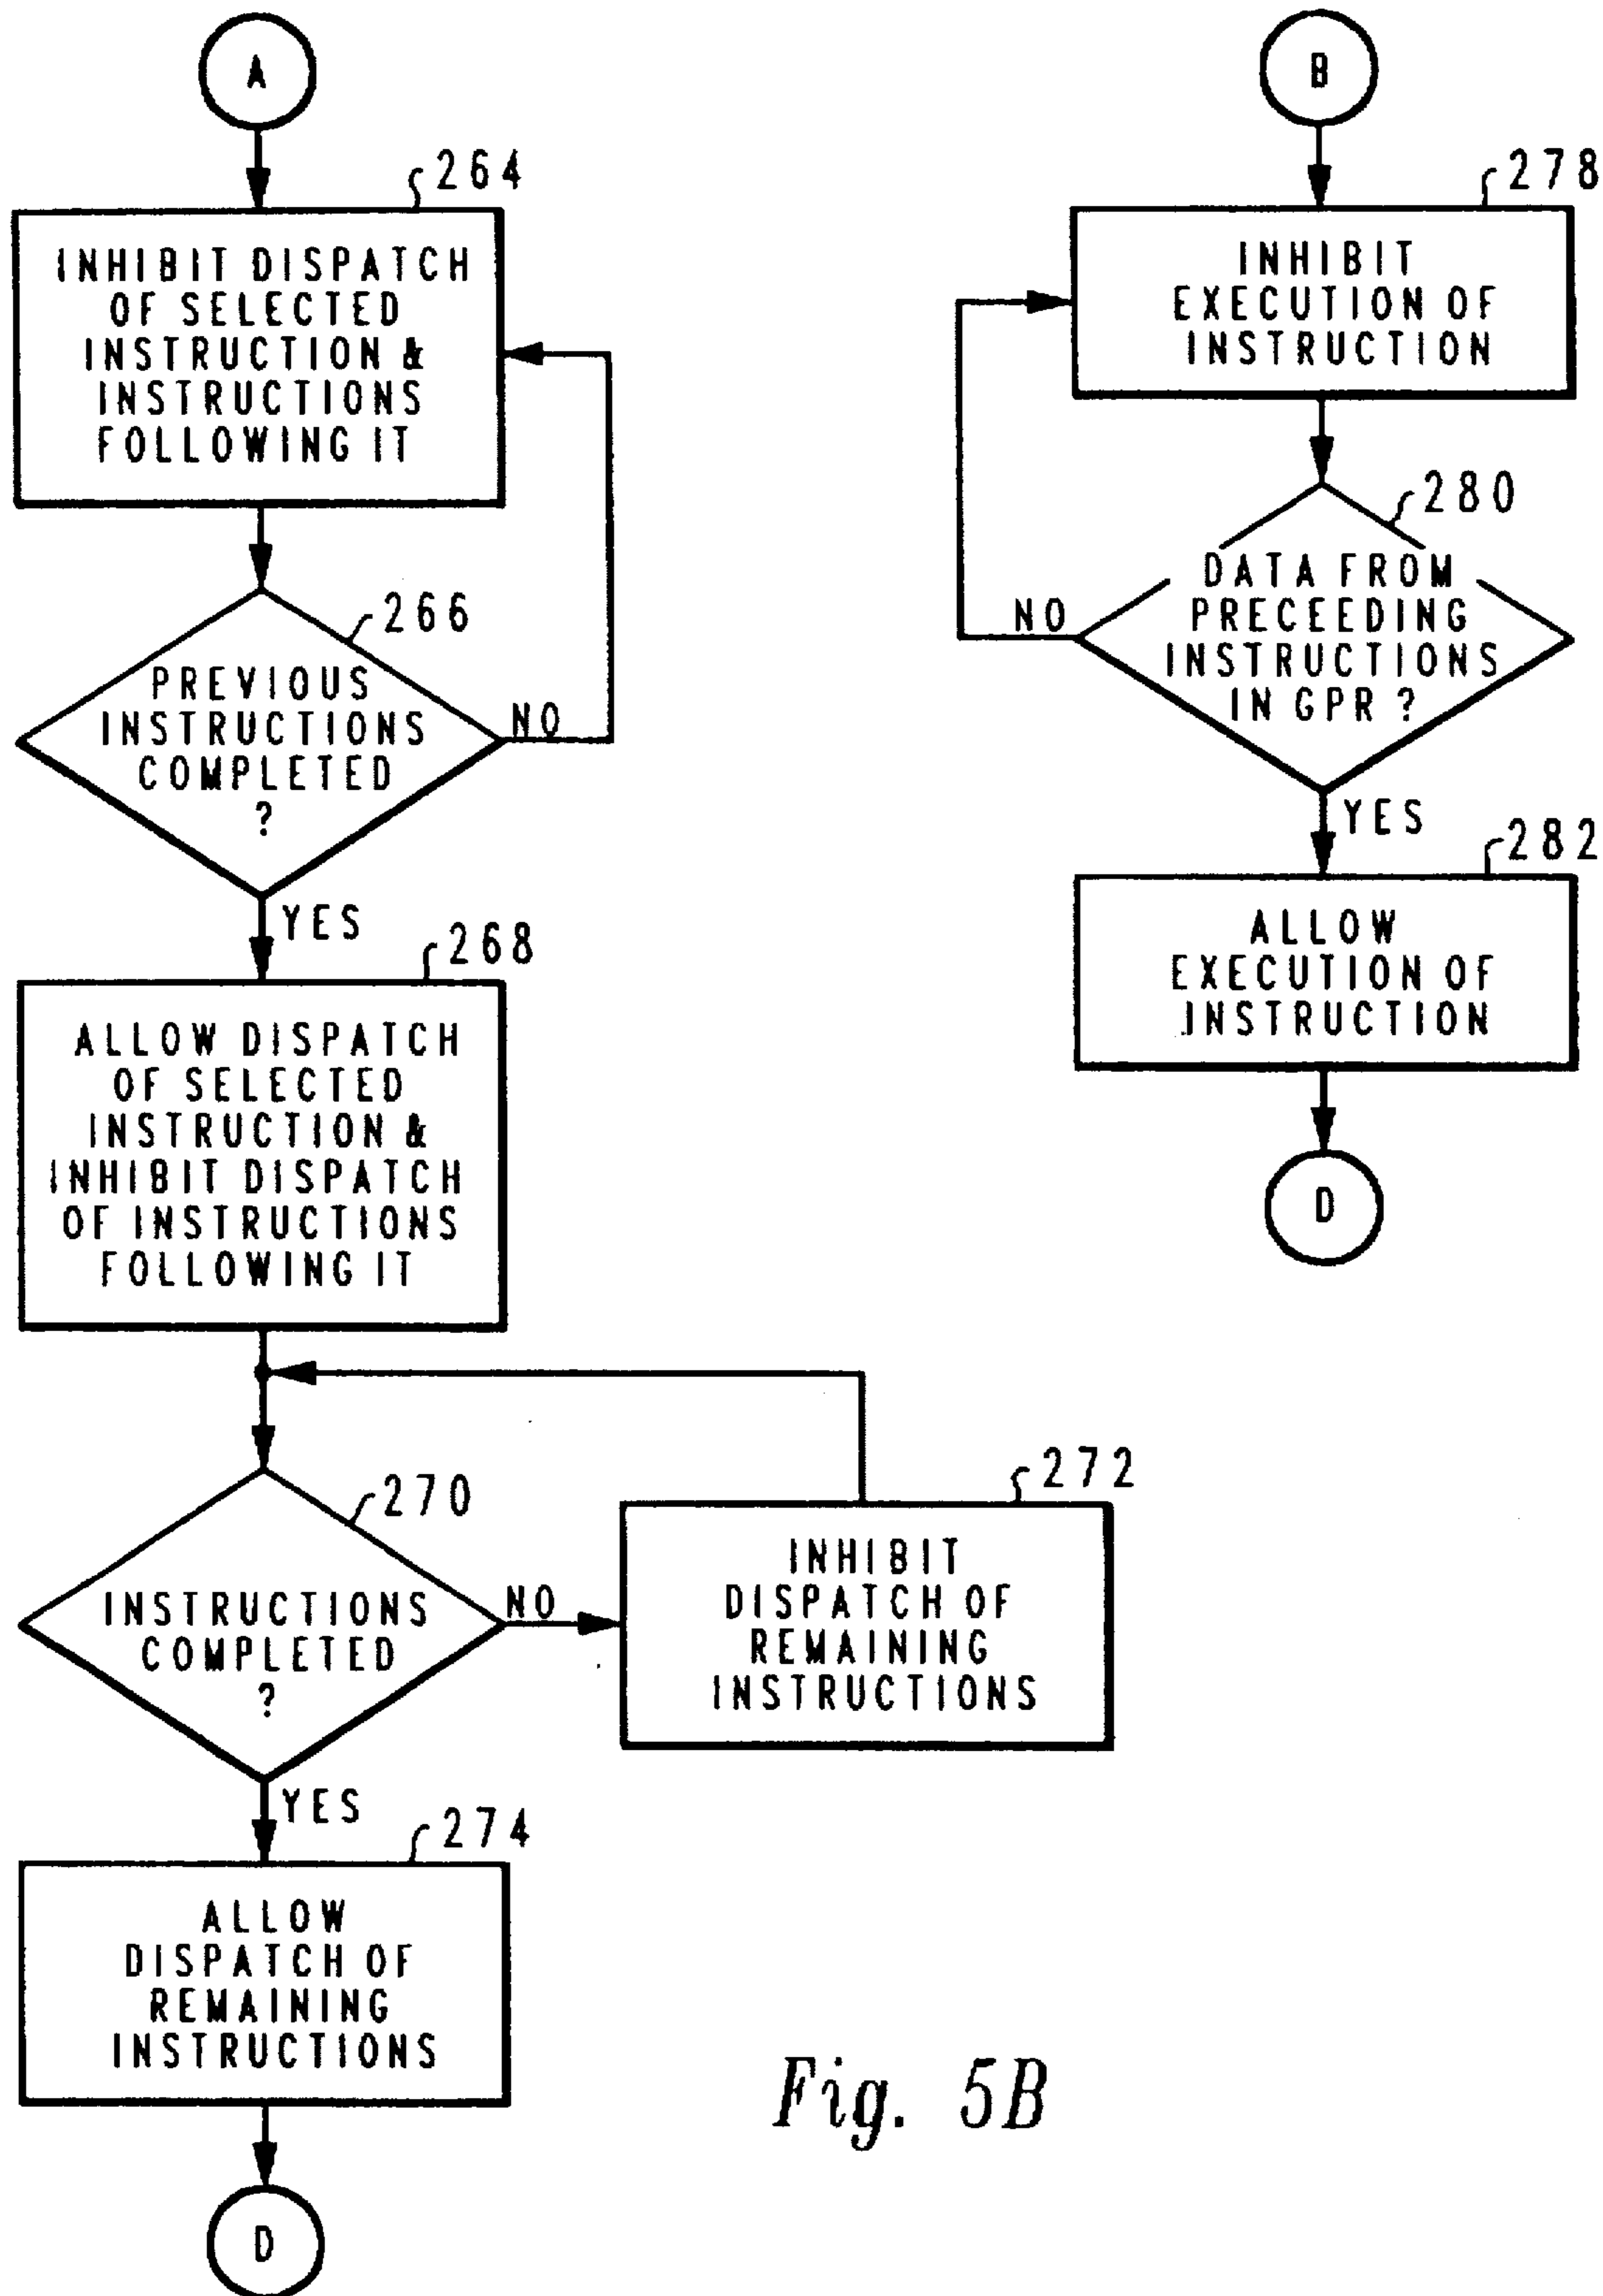 A
264
INHIBIT DISPATCH
OF SELECTED
INSTRUCTION &
INSTRUCTIONS
FOLLOWING IT
266
PREVIOUS
INSTRUCTIONS
COMPLETED
?
NO
YES
268
ALLOW DISPATCH
OF SELECTED
INSTRUCTION &
INHIBIT DISPATCH
OF INSTRUCTIONS
FOLLOWING IT
270
INSTRUCTIONS
COMPLETED
?
NO
272
INHIBIT
DISPATCH OF
REMAINING
INSTRUCTIONS
YES
274
ALLOW
DISPATCH OF
REMAINING
INSTRUCTIONS
D
B
278
INHIBIT
EXECUTION OF
INSTRUCTION
280
DATA FROM
PRECEEDING
INSTRUCTIONS
IN GPR ?
NO
YES
282
ALLOW
EXECUTION OF
INSTRUCTION
D
Fig. 5B